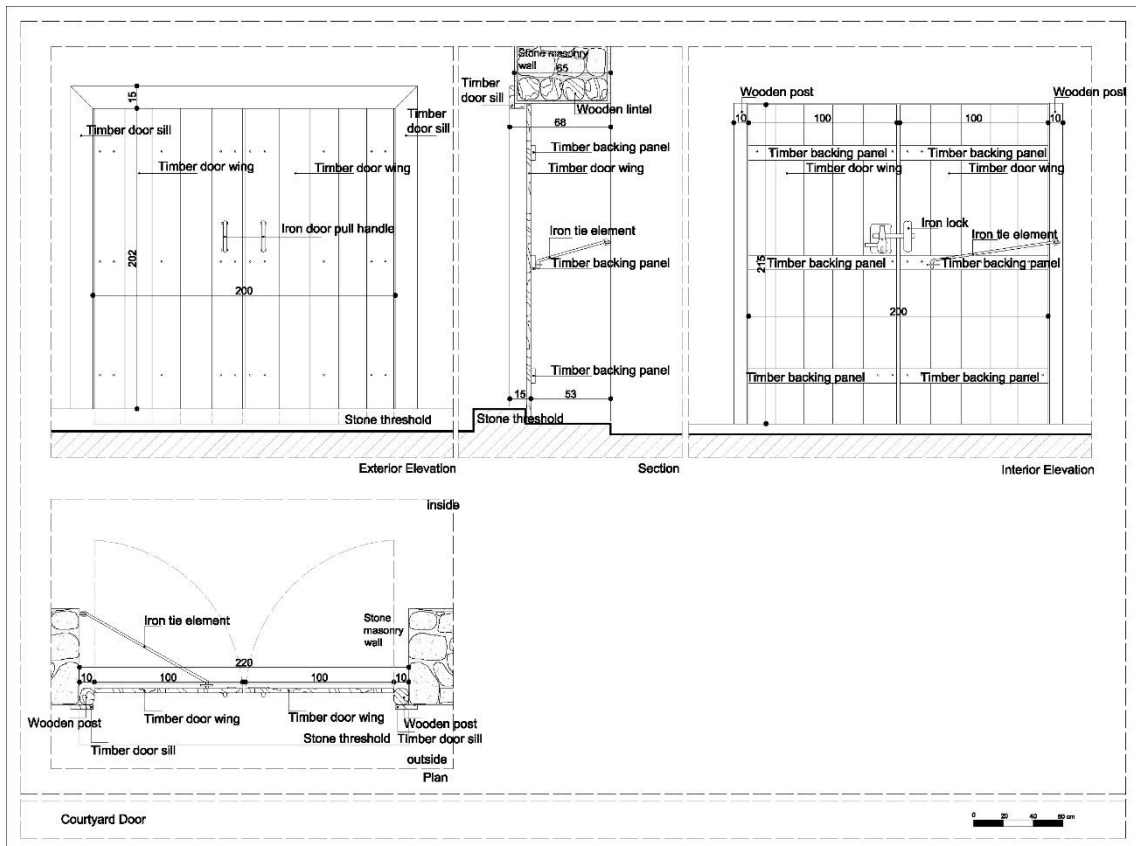 15
Timber door sill
Timber
door sill
Timber door wing
Timber door wing
Iron door pull handle
202
200
Stone threshold
Exterior Elevation
Stone masonry
wall
65
Timber
door sill
Wooden lintel
68
Timber backing panel
Timber door wing
Iron tie element
Timber backing panel
Timber backing panel
15
53
Stone threshold
Section
Wooden post
Wooden post
10
100
100
10
Timber backing panel
Timber backing panel
Timber door wing
Timber door wing
Iron lock
Iron tie element
Timber backing panel
Timber backing panel
215
200
Timber backing panel
Timber backing panel
Interior Elevation
inside
Iron tie element
Stone
masonry
wall
220
10
100
100
10
Wooden post
Timber door wing
Timber door wing
Wooden post
Timber door sill
Stone threshold
Timber door sill
outside
Plan
Courtyard Door
0 20 40 60 cm